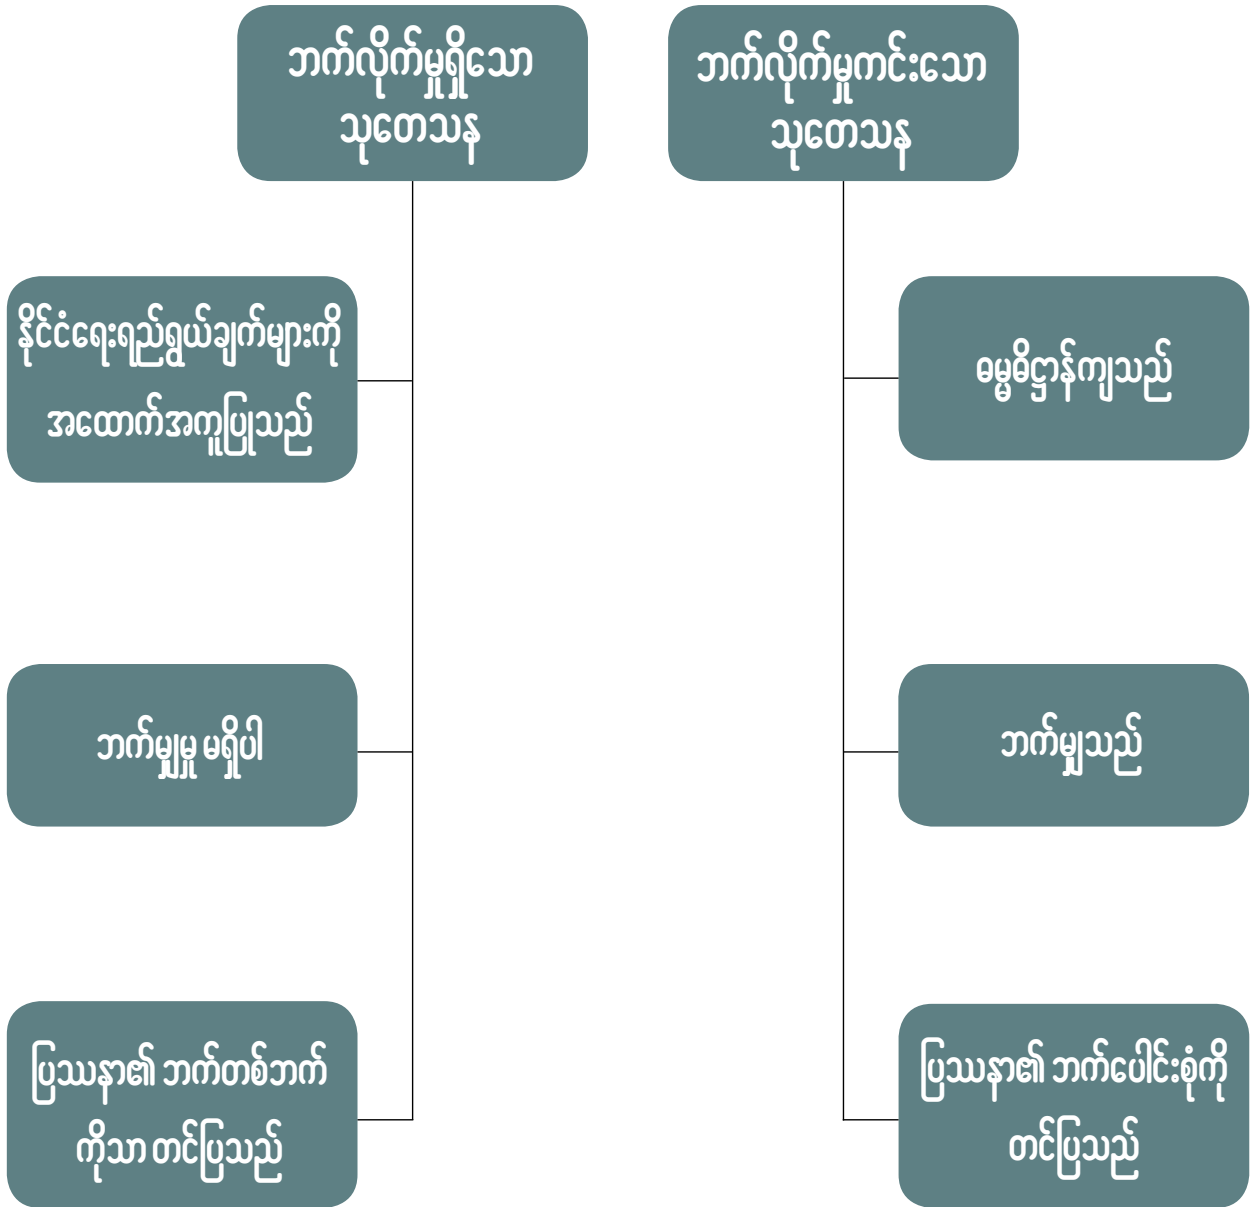 ဘက်လိုက်မှုရှိသော
သုတေသန
နိုင်ငံရေးရည်ရွယ်ချက်များကို
အထောက်အကူပြုသည်
ဘက်မျှမှု မရှိပါ
ပြဿနာ၏ ဘက်တစ်ဘက်
ကိုသာ တင်ပြသည်
ဘက်လိုက်မှုကင်းသော
သုတေသန
ဓမ္မဓိဋ္ဌာန်ကျသည်
ဘက်မျှသည်
ပြဿနာ၏ ဘက်ပေါင်းစုံကို
တင်ပြသည်